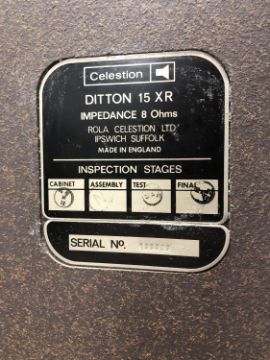 Celestion
DITTON 15 XR
IMPEDANCE 8 Ohms
ROLA CELESTION LTD
IPSWICH SUFFOLK
MADE IN ENGLAND
INSPECTION STAGES
CABINET ASSEMBLY TEST FINAL
SERIAL No.